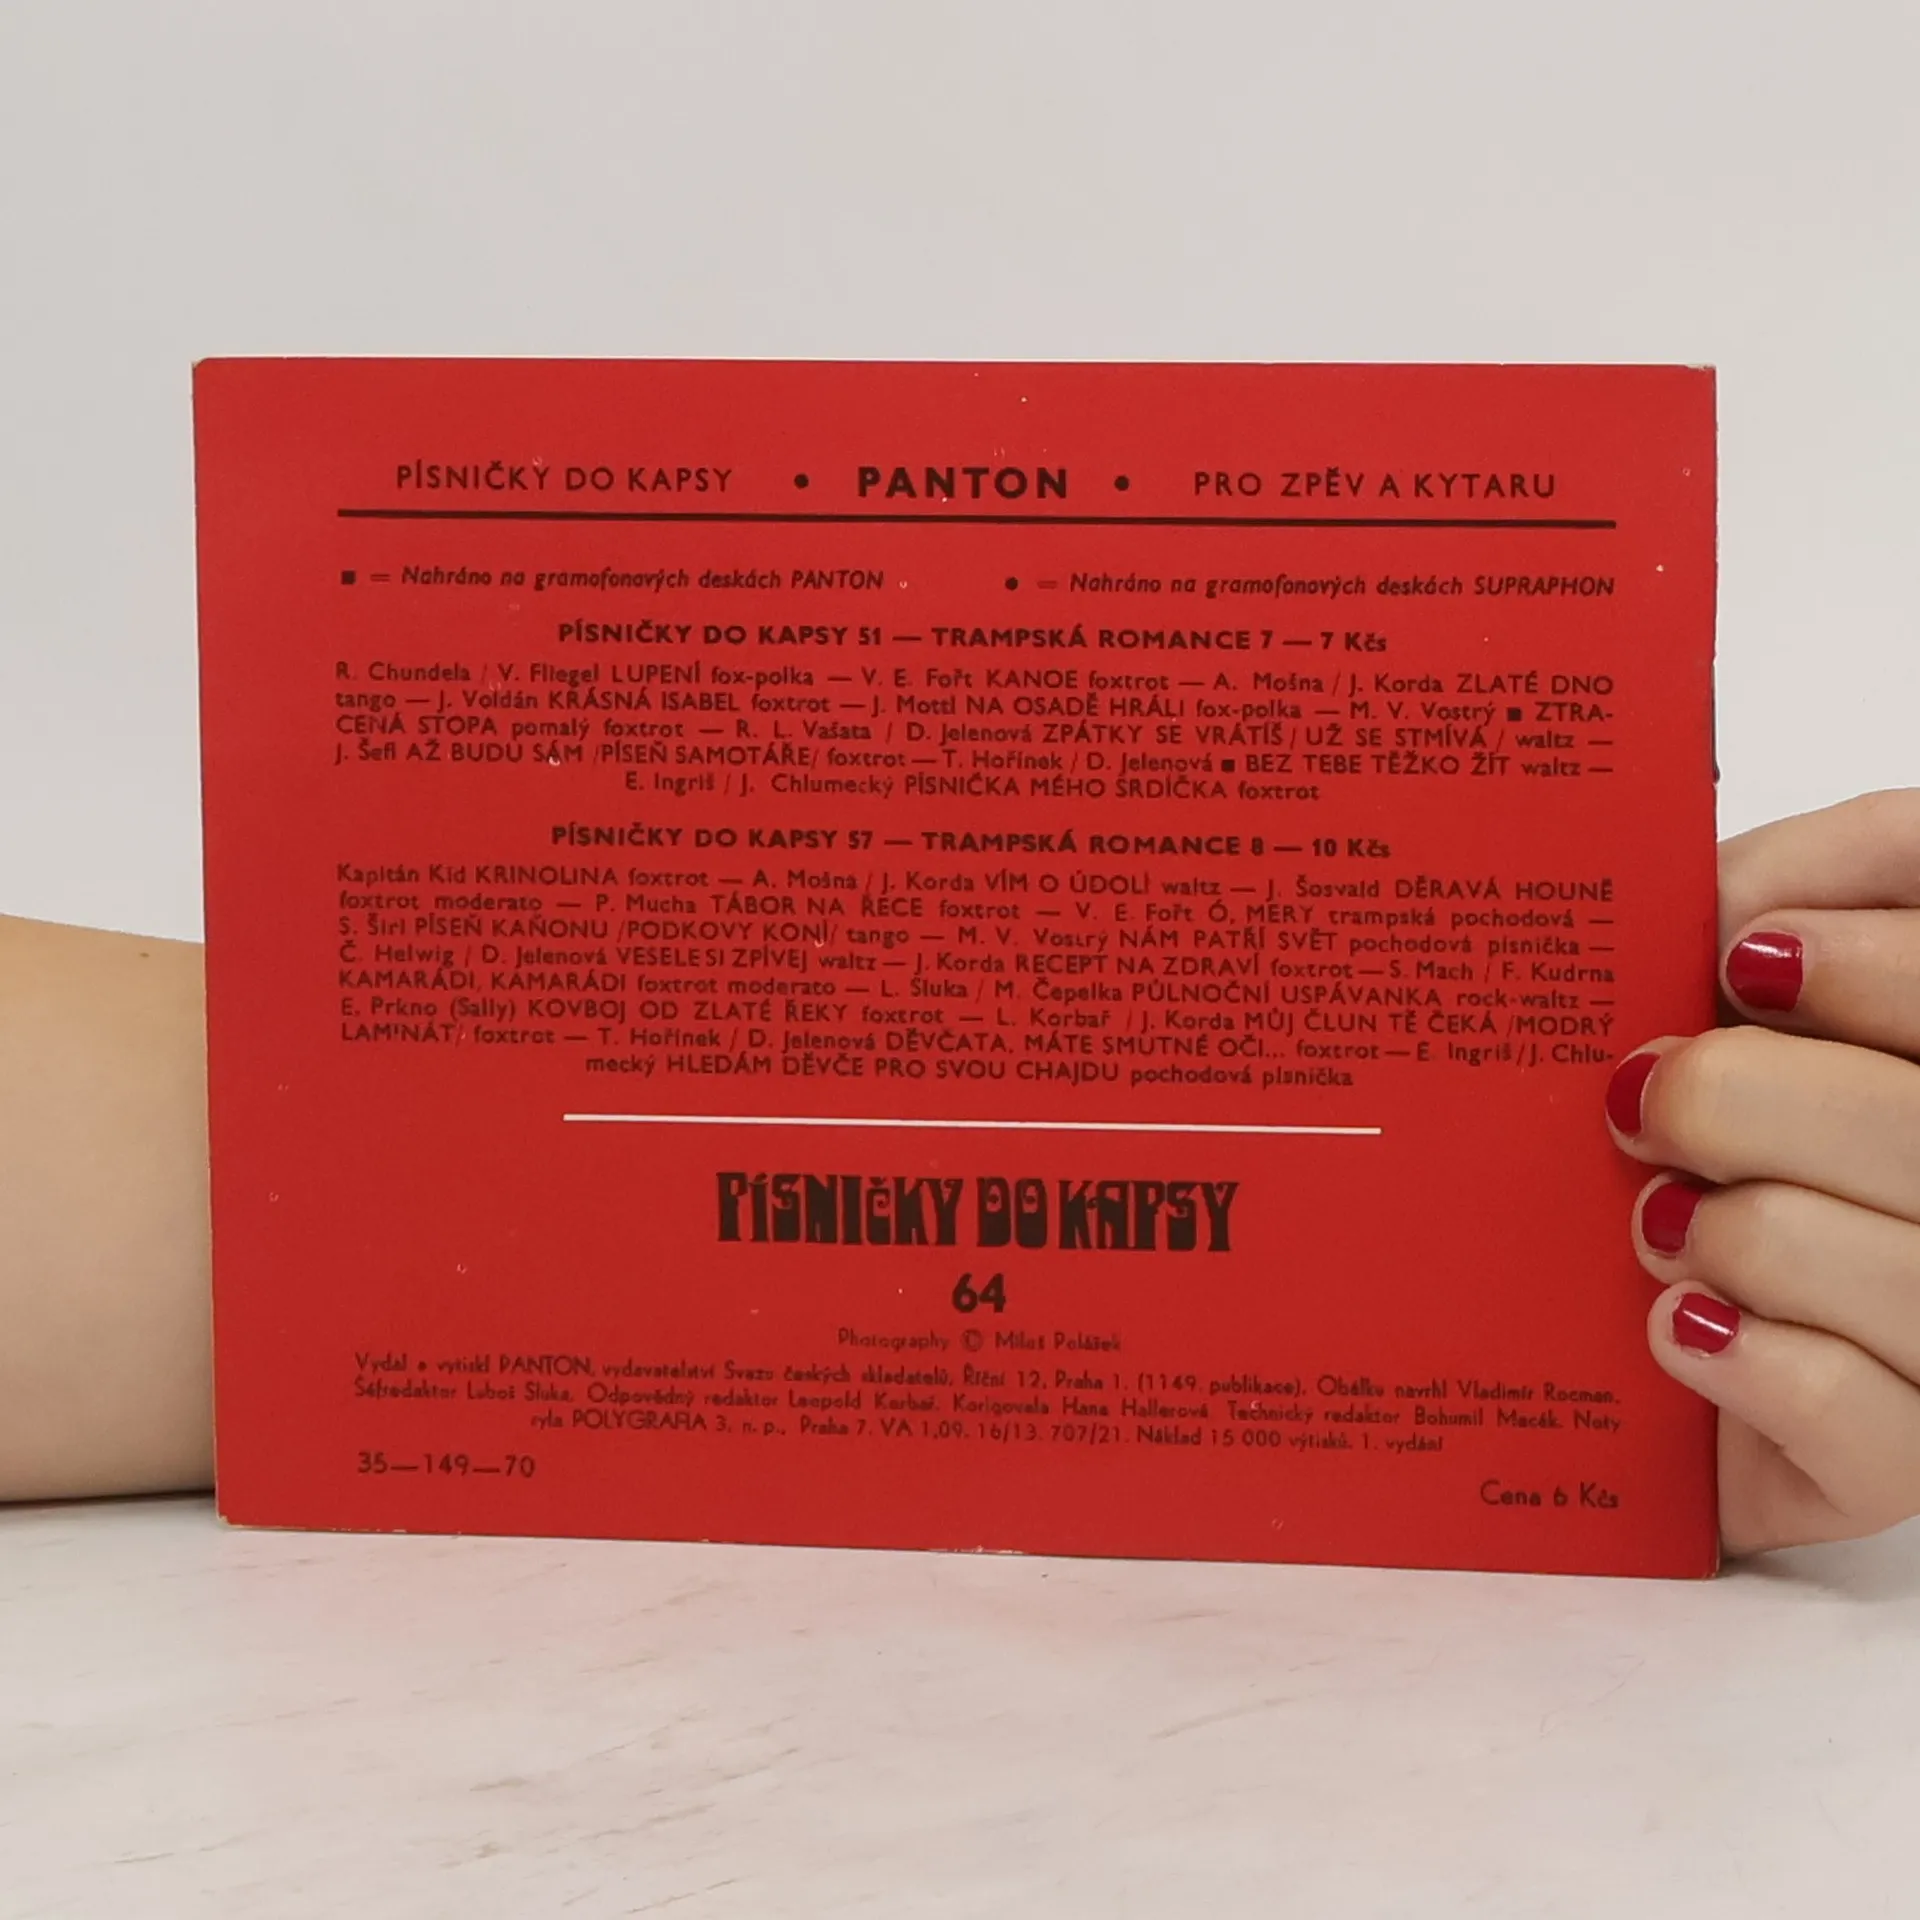 PÍSNIČKY DO KAPSY • PANTON • PRO ZPĚV A KYTARU
■ = Nahráno na gramofonových deskách PANTON ● = Nahráno na gramofonových deskách SUPRAPHON
PÍSNIČKY DO KAPSY 51 — TRAMPSKÁ ROMANCE 7 — 7 Kčs
R. Chundela / V. Fliegel LUPENÍ fox-polka — V. E. Fořt KANOE foxtrot — A. Mošna / J. Korda ZLATÉ DNO
tango — J. Voldán KRÁSNÁ ISABEL foxtrot — J. Mottl NA OSADĚ HRÁLI fox-polka — M. V. Vostrý ■ ZTRA-
CENÁ STOPA pomalý foxtrot — R. L. Vašata / D. Jelenová ZPÁTKY SE VRÁTÍŠ / UŽ SE STMÍVÁ / waltz —
J. Šefl AŽ BUDU SÁM /PÍSEŇ SAMOTÁŘE/ foxtrot — T. Hořínek / D. Jelenová ■ BEZ TEBE TĚŽKO ŽÍT waltz —
E. Ingriš / J. Chlumecký PÍSNIČKA MÉHO SRDÍČKA foxtrot
PÍSNIČKY DO KAPSY 57 — TRAMPSKÁ ROMANCE 8 — 10 Kčs
Kapitán Kid KRINOLINA foxtrot — A. Mošna / J. Korda VÍM O ÚDOLÍ waltz — J. Šosvald DĚRAVÁ HOUNĚ
foxtrot moderato — P. Mucha TÁBOR NA ŘECE foxtrot — V. E. Fořt Ó, MERY trampská pochodová —
S. Širl PÍSEŇ KAŇONU /PODKOVY KONÍ/ tango — M. V. Vostrý NÁM PATŘÍ SVĚT pochodová písnička —
Č. Helwig / D. Jelenová VESELE SI ZPÍVEJ waltz — J. Korda RECEPT NA ZDRAVÍ foxtrot — S. Mach / F. Kudrna
KAMARÁDI, KAMARÁDI foxtrot moderato — L. Sluka / M. Čepelka PŮLNOČNÍ USPÁVANKA rock-waltz —
E. Prkno (Sally) KOVBOJ OD ZLATÉ ŘEKY foxtrot — L. Korbař / J. Korda MŮJ ČLUN TĚ ČEKÁ /MODRÝ
LAMINÁT/ foxtrot — T. Hořínek / D. Jelenová DĚVČATA, MÁTE SMUTNÉ OČI... foxtrot — E. Ingriš / J. Chlu-
mecký HLEDÁM DĚVČE PRO SVOU CHAJDU pochodová písnička
PÍSNIČKY DO KAPSY
64
Photography © Miloš Polášek
Vydal a vytiskl PANTON, vydavatelství Svazu českých skladatelů, Říční 12, Praha 1. (1149. publikace). Obálku navrhl Vladimír Rocman.
Šéfredaktor Luboš Sluka. Odpovědný redaktor Leopold Korbař. Korigovala Hana Hallerová. Technický redaktor Bohumil Macák. Noty
ryla POLYGRAFIA 3, n. p., Praha 7. VA 1,09. 16/13. 707/21. Náklad 15 000 výtisků. 1. vydání
35—149—70
Cena 6 Kčs